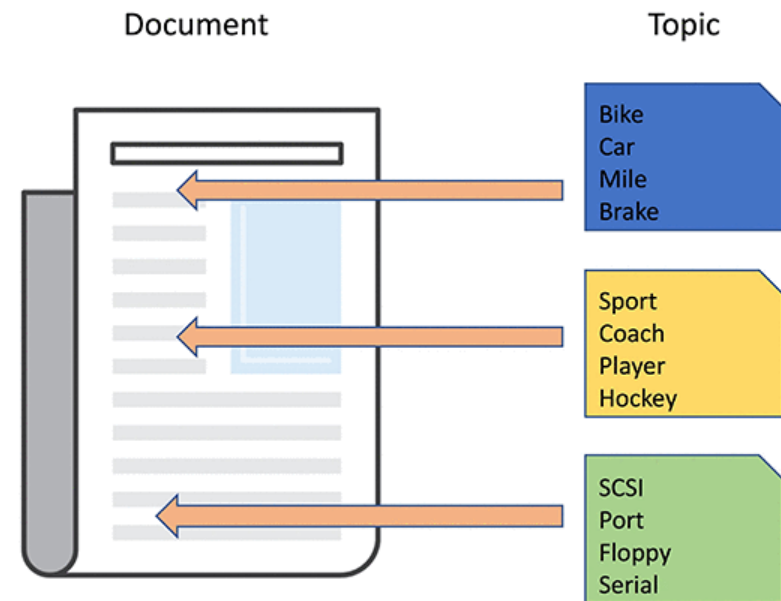 Document
Topic
Bike
Car
Mile
Brake
Sport
Coach
Player
Hockey
SCSI
Port
Floppy
Serial